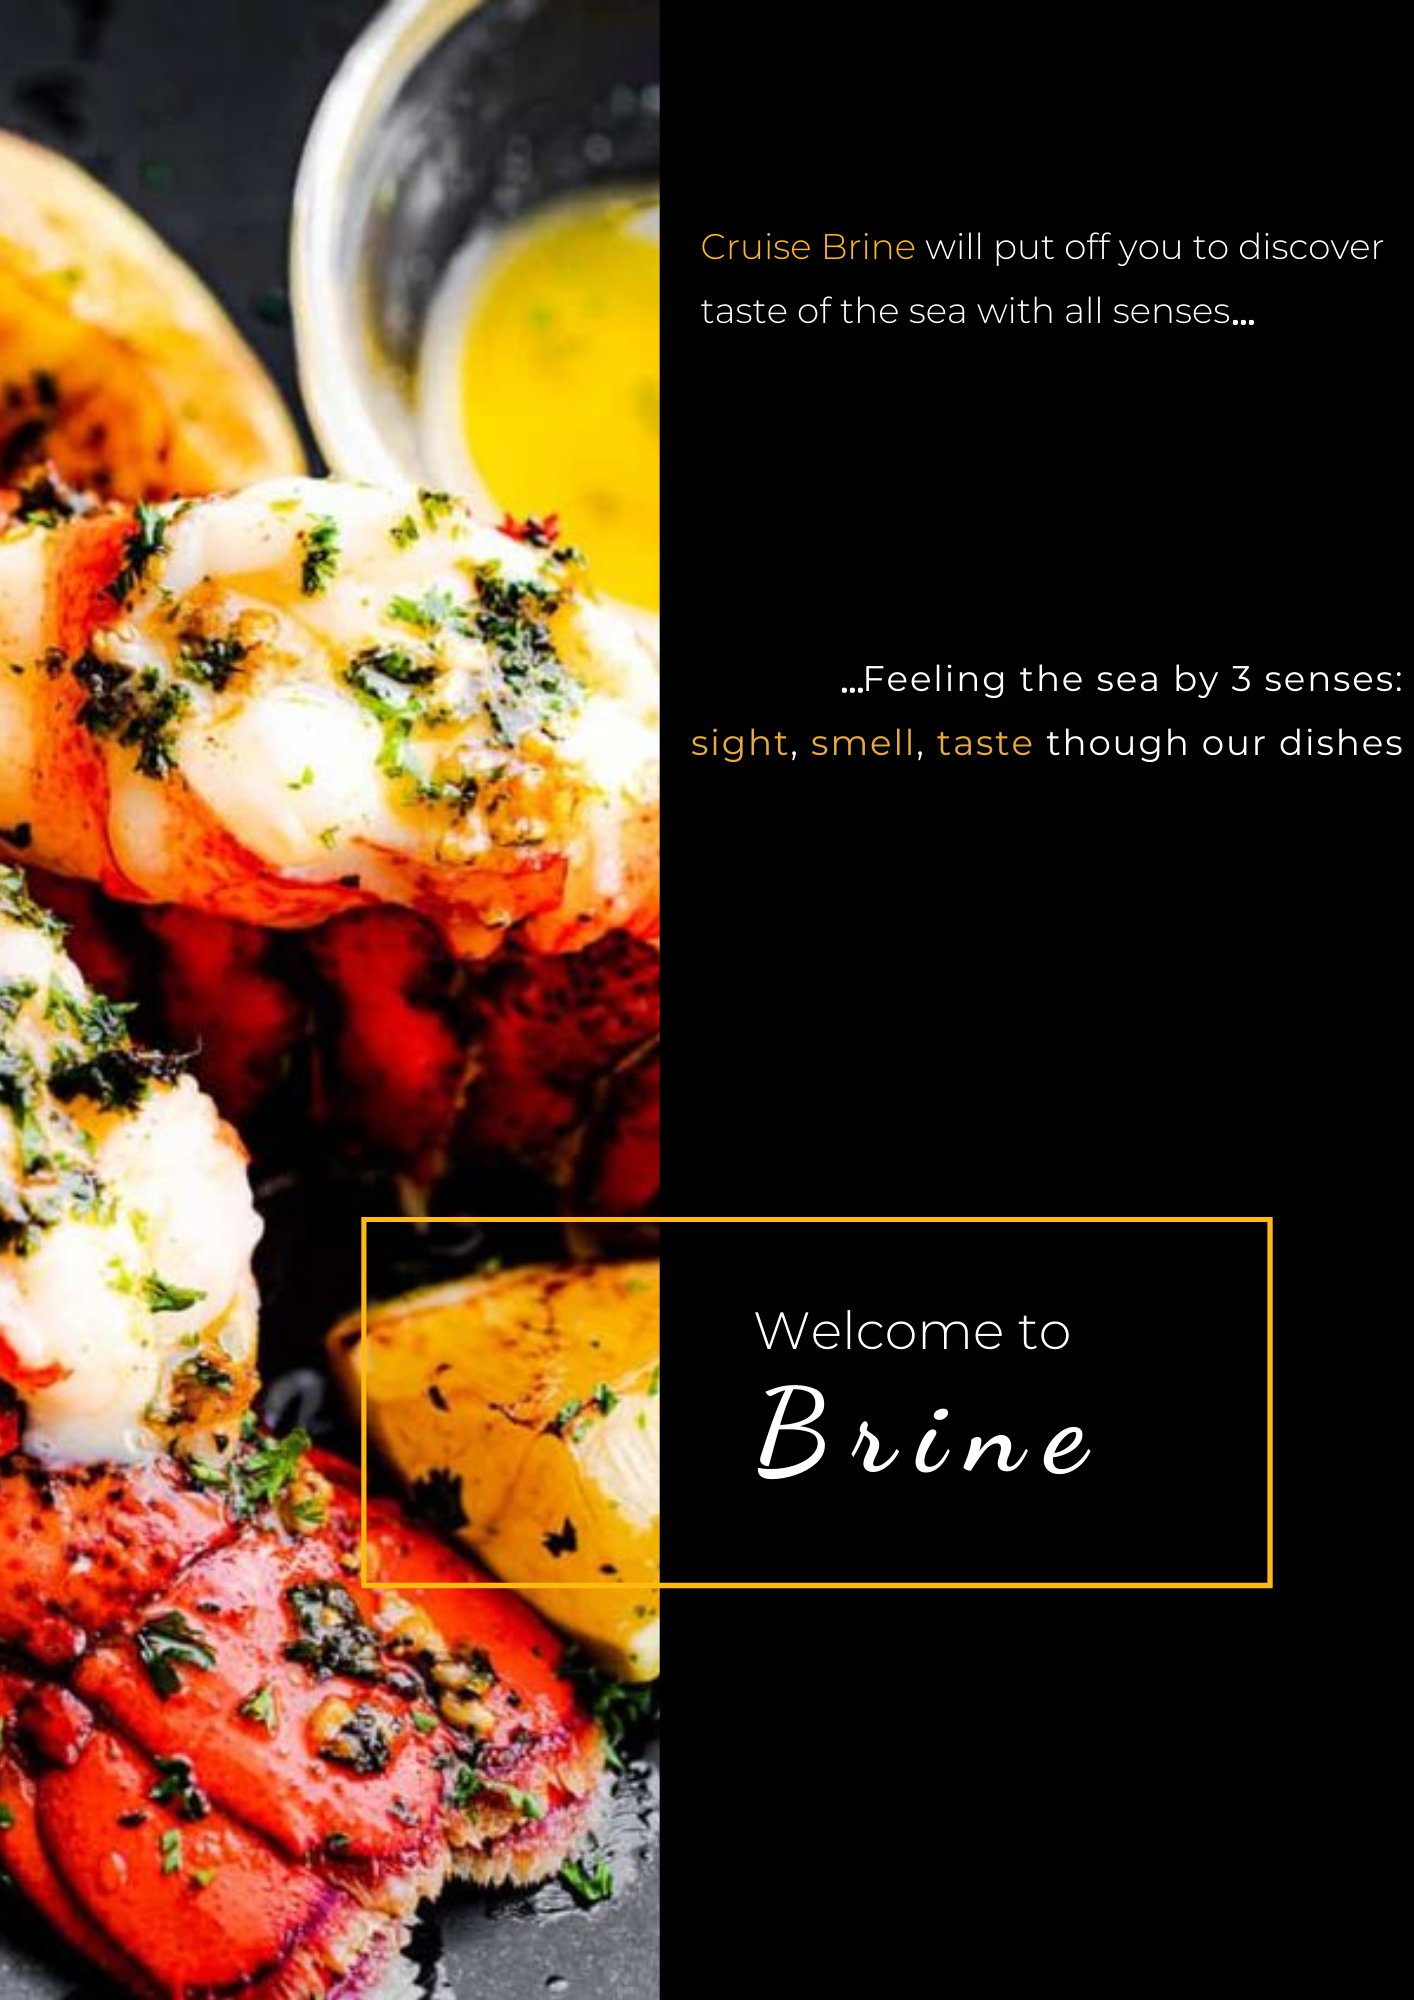 Cruise Brine will put off you to discover
taste of the sea with all senses...
...Feeling the sea by 3 senses:
sight, smell, taste though our dishes
Welcome to
Brine